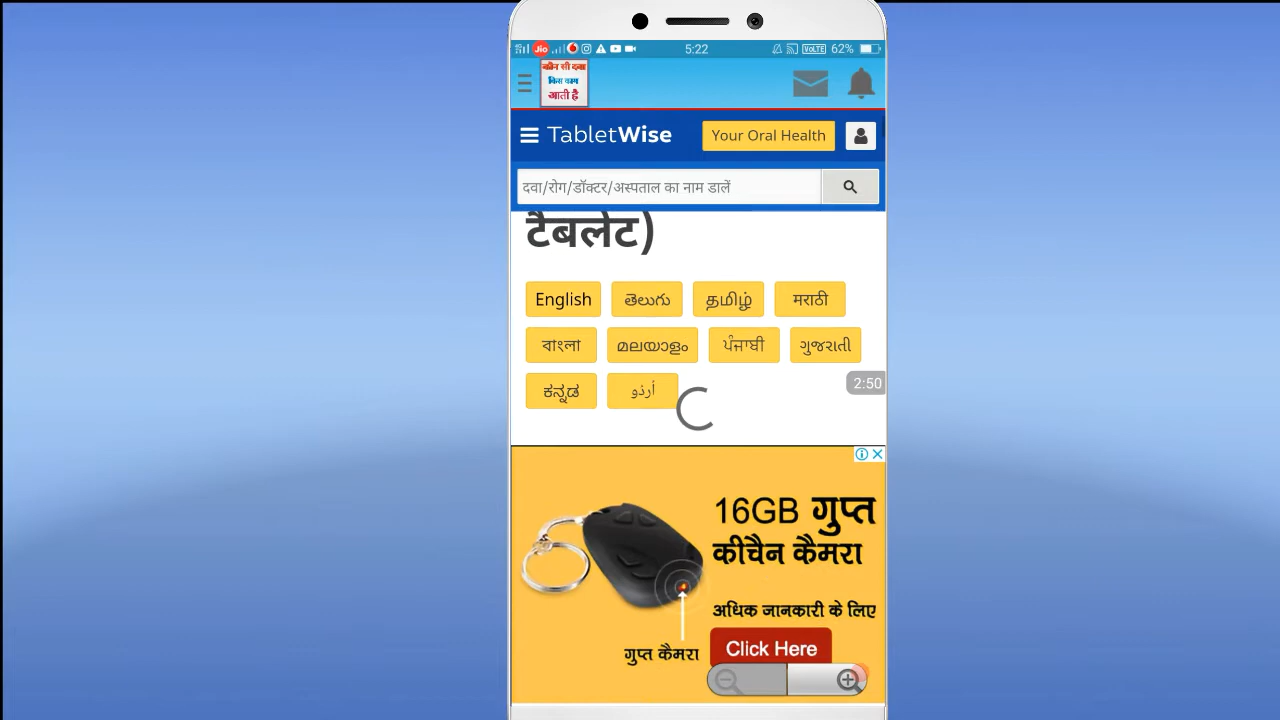 Jio 5:22 VoLTE 62%
कौन सी दवा
किस काम
आती है
TabletWise Your Oral Health
दवा/रोग/डॉक्टर/अस्पताल का नाम डालें
टैबलेट)
English తెలుగు தமிழ் मराठी
বাংলা മലയാളം ਪੰਜਾਬੀ ગુજરાતી
ಕನ್ನಡ أردو
2:50
16GB गुप्त
कीचैन कैमरा
अधिक जानकारी के लिए
Click Here
गुप्त कैमरा